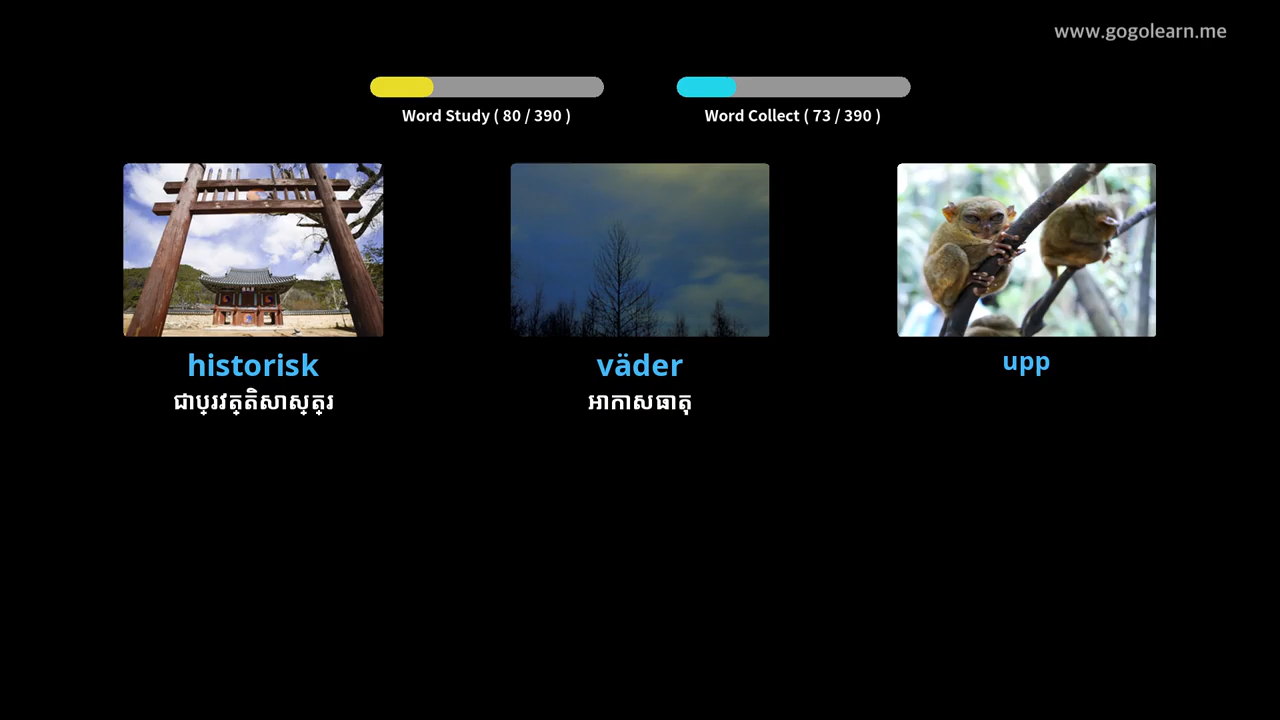 www.gogolearn.me
Word Study ( 80 / 390 )
Word Collect ( 73 / 390 )
historisk
ជាប្រវត្តិសាស្ត្រ
väder
អាកាសធាតុ
upp